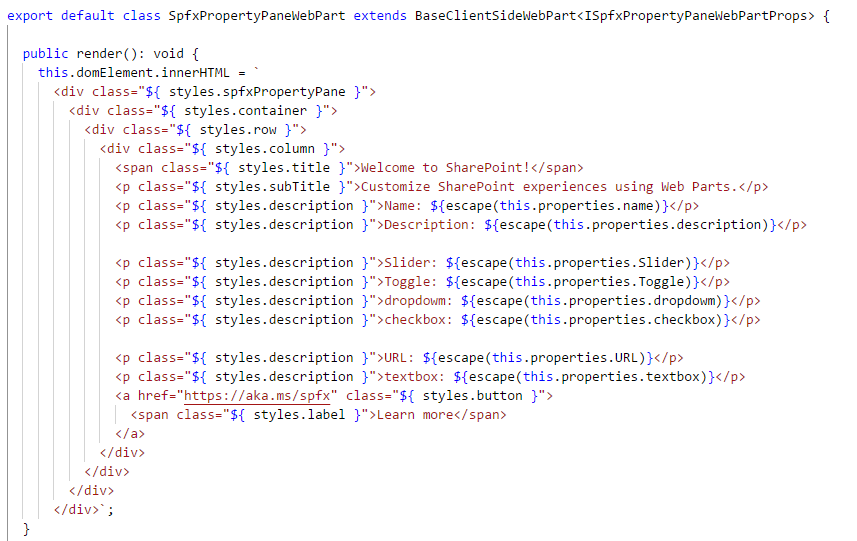 export default class SpfxPropertyPaneWebPart extends BaseClientSideWebPart<ISpfxPropertyPaneWebPartProps> {
public render(): void {
this.domElement.innerHTML = `
<div class="${ styles.spfxPropertyPane }">
<div class="${ styles.container }">
<div class="${ styles.row }">
<div class="${ styles.column }">
<span class="${ styles.title }">Welcome to SharePoint!</span>
<p class="${ styles.subTitle }">Customize SharePoint experiences using Web Parts.</p>
<p class="${ styles.description }">Name: ${escape(this.properties.name)}</p>
<p class="${ styles.description }">Description: ${escape(this.properties.description)}</p>
<p class="${ styles.description }">Slider: ${escape(this.properties.Slider)}</p>
<p class="${ styles.description }">Toggle: ${escape(this.properties.Toggle)}</p>
<p class="${ styles.description }">dropdowm: ${escape(this.properties.dropdowm)}</p>
<p class="${ styles.description }">checkbox: ${escape(this.properties.checkbox)}</p>
<p class="${ styles.description }">URL: ${escape(this.properties.URL)}</p>
<p class="${ styles.description }">textbox: ${escape(this.properties.textbox)}</p>
<a href="https://aka.ms/spfx" class="${ styles.button }">
<span class="${ styles.label }">Learn more</span>
</a>
</div>
</div>
</div>
</div>`;
}